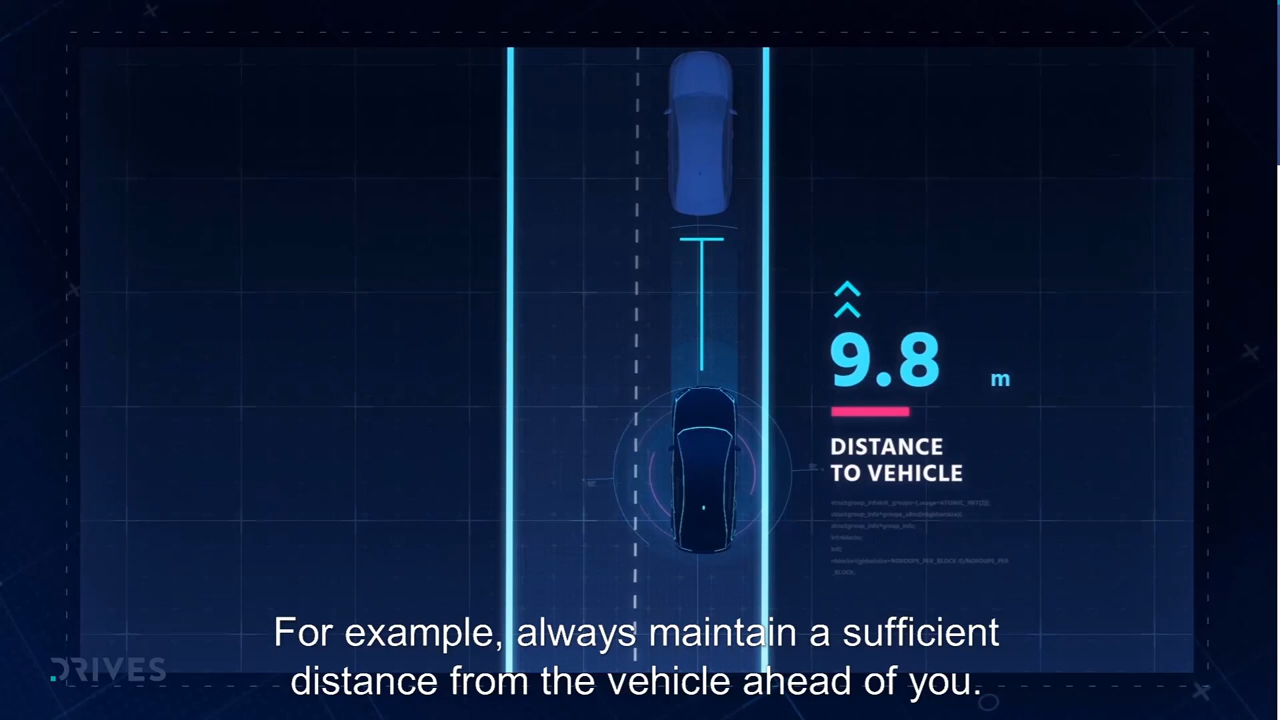 9.8 m
DISTANCE
TO VEHICLE
For example, always maintain a sufficient
distance from the vehicle ahead of you.
.DRIVES